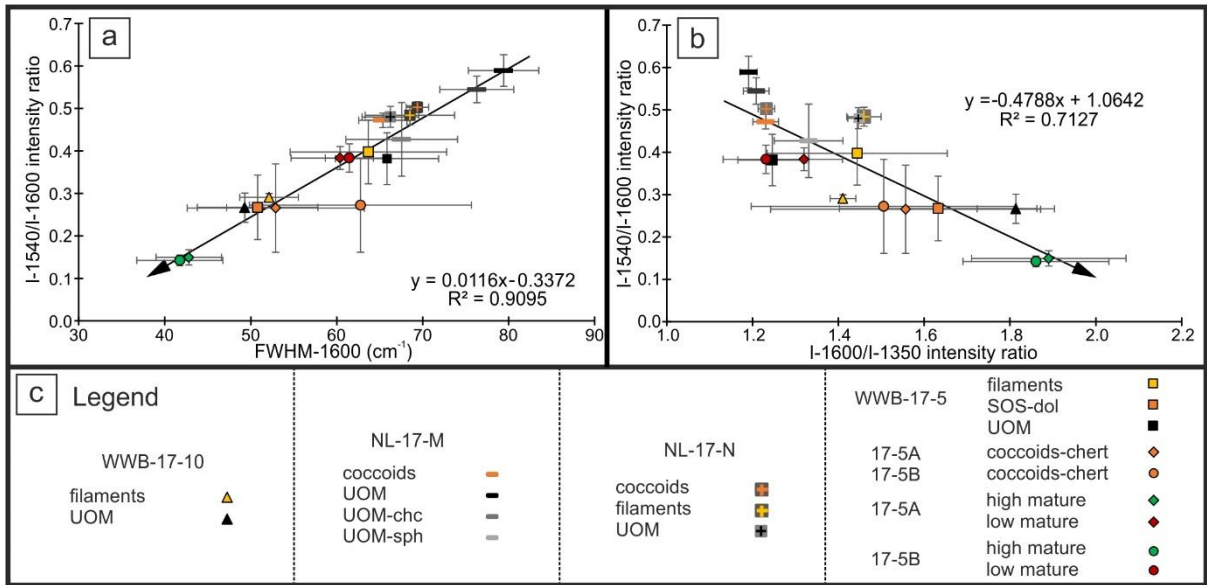 a
I-1540/I-1600 intensity ratio
0.7
0.6
0.5
0.4
0.3
0.2
0.1
0.0
y = 0.0116x-0.3372
R² = 0.9095
30 40 50 60 70 80 90
FWHM-1600 (cm⁻¹)
b
I-1540/I-1600 intensity ratio
0.7
0.6
0.5
0.4
0.3
0.2
0.1
0.0
y =-0.4788x + 1.0642
R² = 0.7127
1.0 1.2 1.4 1.6 1.8 2.0 2.2
I-1600/I-1350 intensity ratio
c Legend
WWB-17-10
filaments
UOM
NL-17-M
coccoids
UOM
UOM-chc
UOM-sph
NL-17-N
coccoids
filaments
UOM
WWB-17-5 filaments
SOS-dol
UOM
17-5A coccoids-chert
17-5B coccoids-chert
17-5A high mature
low mature
17-5B high mature
low mature